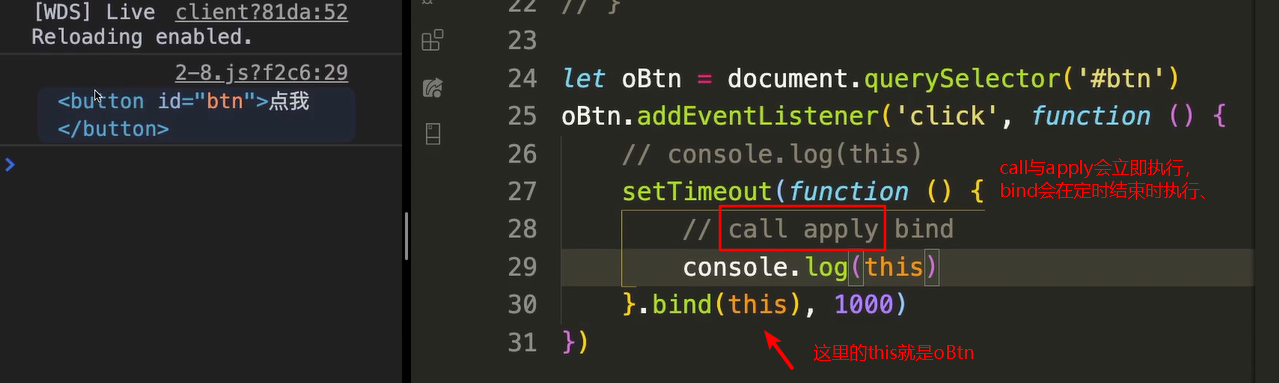 [WDS] Live client?81da:52
Reloading enabled.
2-8.js?f2c6:29
<button id="btn">点我
</button>
>
22 // }
23
24 let oBtn = document.querySelector('#btn')
25 oBtn.addEventListener('click', function () {
26 // console.log(this)
27 setTimeout(function () {
28 // call apply bind
29 console.log(this)
30 }.bind(this), 1000)
31 })
call与apply会立即执行，
bind会在定时结束时执行、
这里的this就是oBtn